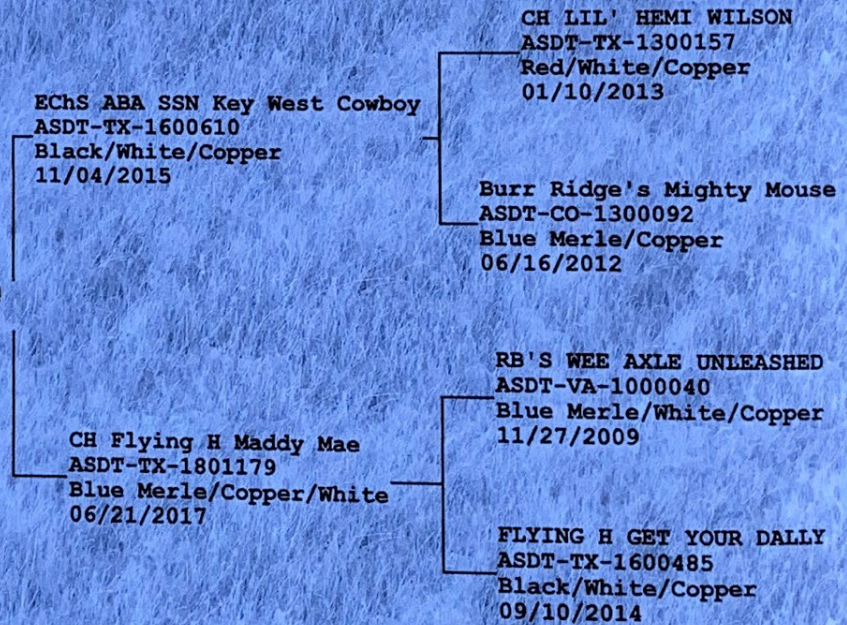 CH LIL' HEMI WILSON
ASDT-TX-1300157
Red/White/Copper
01/10/2013
EChS ABA SSN Key West Cowboy
ASDT-TX-1600610
Black/White/Copper
11/04/2015
Burr Ridge's Mighty Mouse
ASDT-CO-1300092
Blue Merle/Copper
06/16/2012
RB'S WEE AXLE UNLEASHED
ASDT-VA-1000040
Blue Merle/White/Copper
11/27/2009
CH Flying H Maddy Mae
ASDT-TX-1801179
Blue Merle/Copper/White
06/21/2017
FLYING H GET YOUR DALLY
ASDT-TX-1600485
Black/White/Copper
09/10/2014